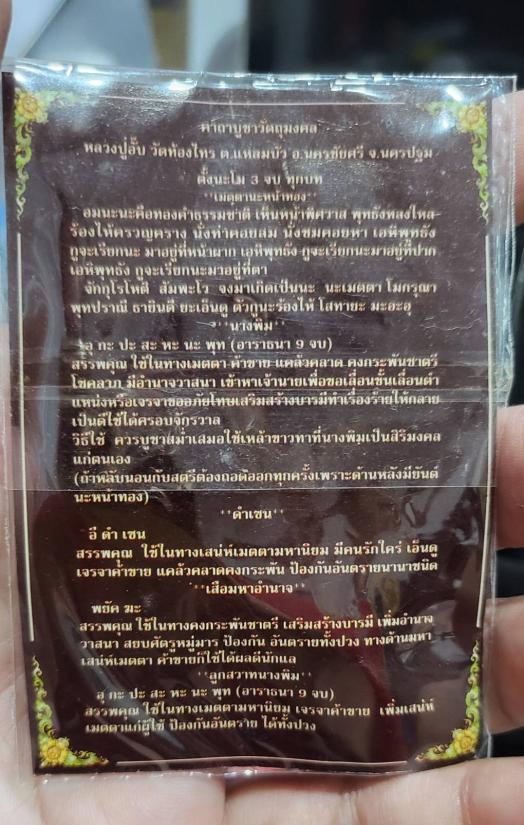 คาถาบูชาวัตถุมงคล
หลวงปู่อั๊บ วัดท้องไทร ต.แหลมบัว อ.นครชัยศรี จ.นครปฐม
ตั้งนะโม 3 จบ ทุกบท
"เมตตานะหน้าทอง"
อมนะนะคือทองคำธรรมชาติ เห็นหน้าพิศวาส พุทธังหลงไหล
ร้องไห้ครวญคราง นั่งทำคอยสม นั่งชมคอยหา เอหิพุทธัง
กูจะเรียกนะ มาอยู่ที่หน้าผาก เอหิพุทธัง กูจะเรียกนะมาอยู่ที่ปาก
เอหิพุทธัง กูจะเรียกนะมาอยู่ที่ตา
จักกุโรหิติ สัมพะโว จงมาเกิดเป็นนะ นะเมตตา โมกรุณา
พุทปราณี ธายินดี ยะเอ็นดู ตัวกูนะร้องไห้ โสทายะ มะอะอุ
"นางพิม"
อุ กะ ปะ สะ หะ นะ พุท (อาราธนา 9 จบ)
สรรพคุณ ใช้ในทางเมตตา ค้าขาย แคล้วคลาด คงกระพันชาตรี
โชคลาภ มีอำนาจวาสนา เข้าหาเจ้านายเพื่อขอเลื่อนขั้นเลื่อนตำ
แหน่งหรือเจรจาขออภัยโทษเสริมสร้างบารมีทำเรื่องร้ายให้กลาย
เป็นดีใช้ได้ครอบจักรวาล
วิธีใช้ ควรบูชาสม่ำเสมอใช้เหล้าขาวทาที่นางพิมเป็นสิริมงคล
แก่ตนเอง
(ถ้าหลับนอนกับสตรีต้องถอดออกทุกครั้งเพราะด้านหลังมียันต์
นะหน้าทอง)
"ดำเซน"
อี ดำ เซน
สรรพคุณ ใช้ในทางเสน่ห์เมตตามหานิยม มีคนรักใคร่ เอ็นดู
เจรจาค้าขาย แคล้วคลาดคงกระพัน ป้องกันอันตรายนานาชนิด
"เสือมหาอำนาจ"
พยัค ฆะ
สรรพคุณ ใช้ในทางคงกระพันชาตรี เสริมสร้างบารมี เพิ่มอำนาจ
วาสนา สยบศัตรูหมู่มาร ป้องกัน อันตรายทั้งปวง ทางด้านมหา
เสน่ห์เมตตา ค้าขายก็ใช้ได้ผลดีนักแล
"ลูกสวาทนางพิม"
อุ กะ ปะ สะ หะ นะ พุท (อาราธนา 9 จบ)
สรรพคุณ ใช้ในทางเมตตามหานิยม เจรจาค้าขาย เพิ่มเสน่ห์
เมตตาแก่ผู้ใช้ ป้องกันอันตราย ได้ทั้งปวง